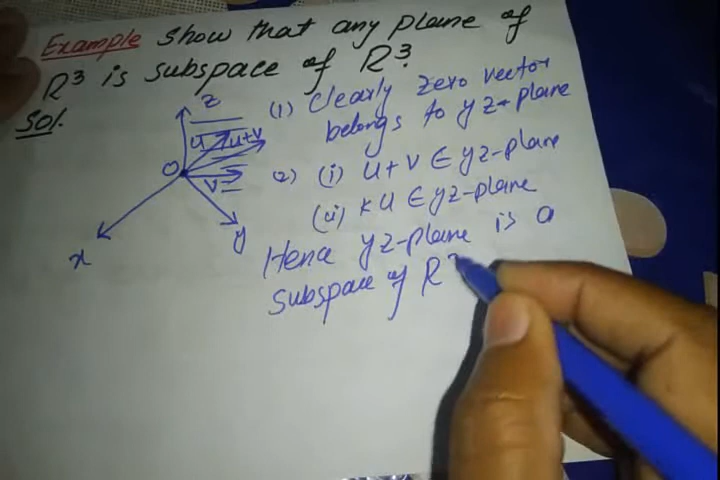 Example Show that any plane of
R³ is subspace of R³?
Sol.
z
u
u+v
O
v
x
y
(1) Clearly zero vector
belongs to yz-plane
2) (i) u+v ∈ yz-plane
(ii) ku ∈ yz-plane
Hence yz-plane is a
subspace of R³